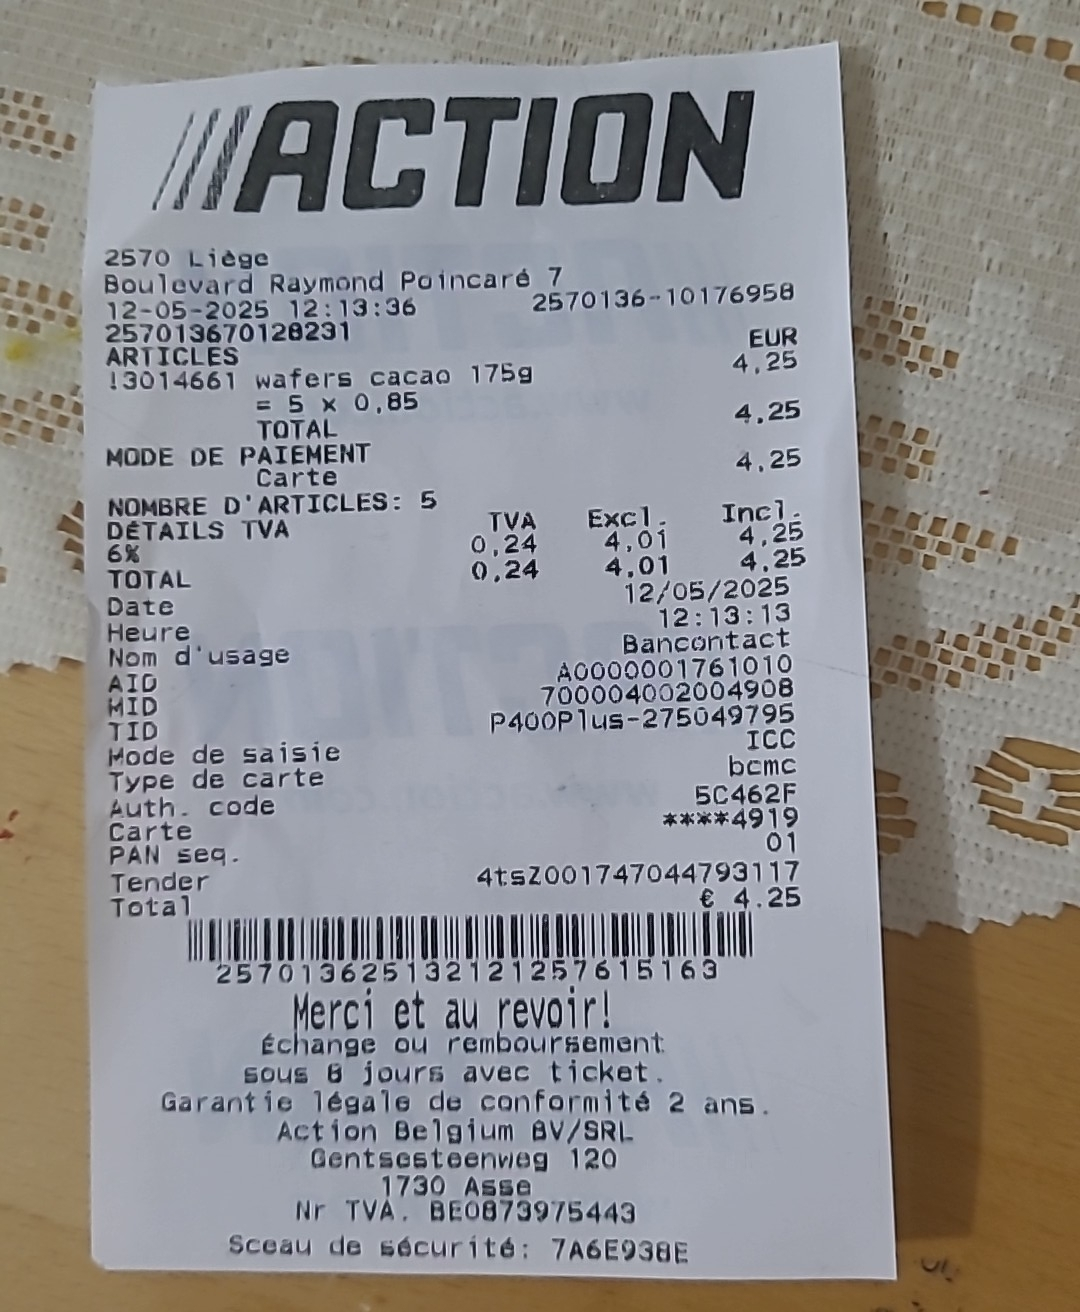 ACTION
2570 Liège
Boulevard Raymond Poincaré 7
12-05-2025 12:13:36 2570136-10176958
257013670128231
ARTICLES EUR
!3014661 wafers cacao 175g 4,25
= 5 x 0,85
TOTAL 4,25
MODE DE PAIEMENT
Carte 4,25
NOMBRE D'ARTICLES: 5
DÉTAILS TVA TVA Excl. Incl.
6% 0,24 4,01 4,25
TOTAL 0,24 4,01 4,25
Date 12/05/2025
Heure 12:13:13
Nom d'usage Bancontact
AID A0000001761010
MID 700004002004908
TID P400Plus-275049795
Mode de saisie ICC
Type de carte bcmc
Auth. code 5C462F
Carte ****4919
PAN seq. 01
Tender 4tsZ001747044793117
Total € 4.25
257013625132121257615163
Merci et au revoir!
Échange ou remboursement
sous 8 jours avec ticket.
Garantie légale de conformité 2 ans.
Action Belgium BV/SRL
Gentsesteenweg 120
1730 Asse
Nr TVA. BE0873975443
Sceau de sécurité: 7A6E938E